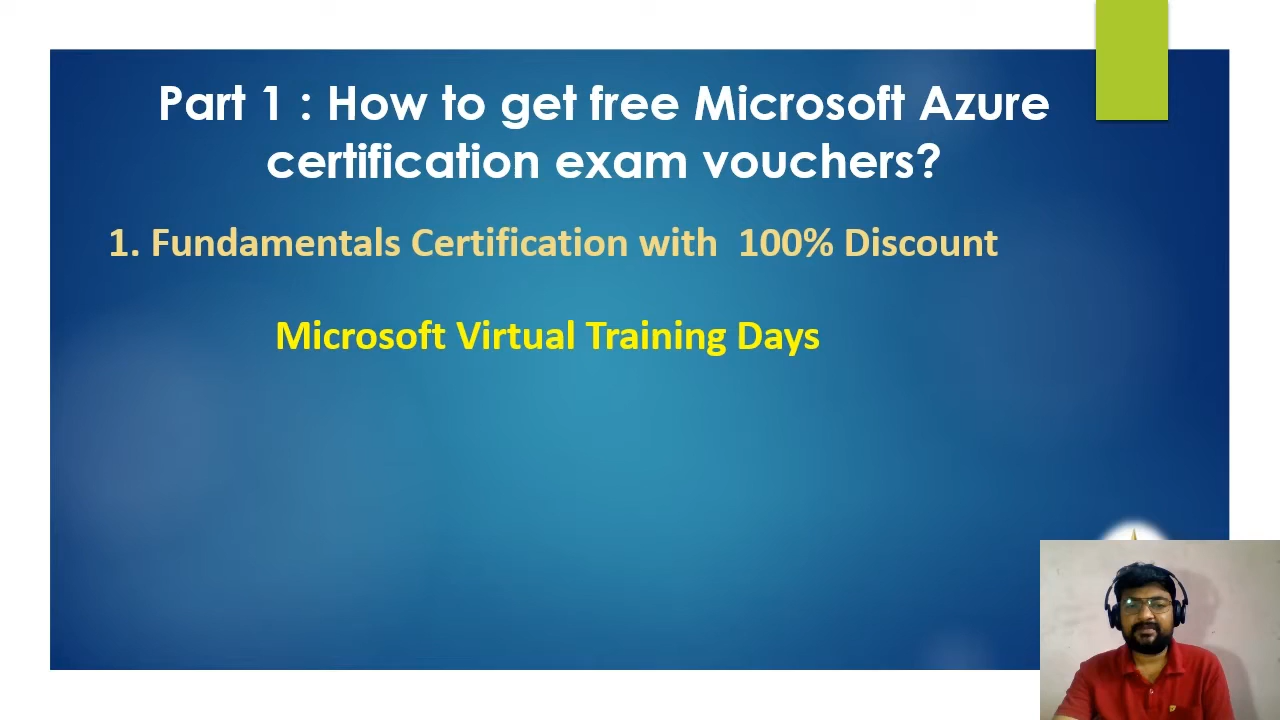 Part 1 : How to get free Microsoft Azure
certification exam vouchers?
1. Fundamentals Certification with  100% Discount
Microsoft Virtual Training Days